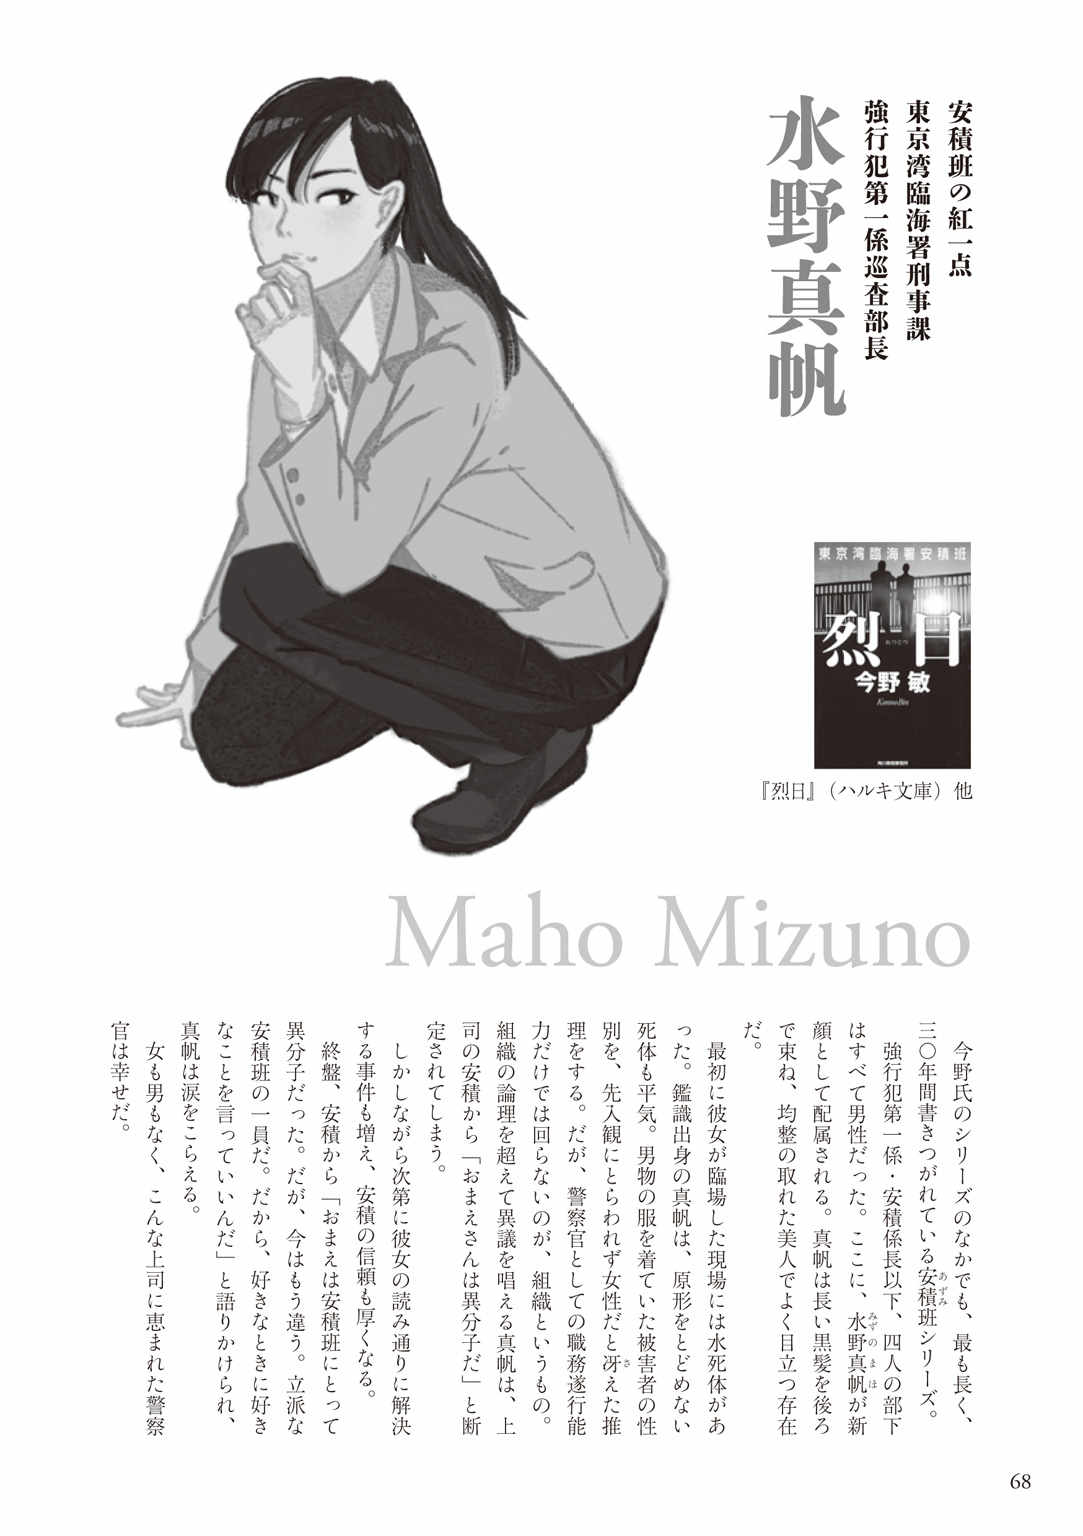 安積班の紅一点
東京湾臨海署刑事課
強行犯第一係巡査部長
水野真帆
東京湾臨海署安積班
烈日
れつじつ
今野 敏
Konno Bin
角川春樹事務所
『烈日』（ハルキ文庫）他
Maho Mizuno
今野氏のシリーズのなかでも、最も長く、
三〇年間書きつがれている安積班シリーズ。
あずみ
強行犯第一係・安積係長以下、四人の部下
はすべて男性だった。ここに、水野真帆が新
みずのまほ
顔として配属される。真帆は長い黒髪を後ろ
で束ね、均整の取れた美人でよく目立つ存在
だ。
最初に彼女が臨場した現場には水死体があ
った。鑑識出身の真帆は、原形をとどめない
死体も平気。男物の服を着ていた被害者の性
別を、先入観にとらわれず女性だと冴えた推
さ
理をする。だが、警察官としての職務遂行能
力だけでは回らないのが、組織というもの。
組織の論理を超えて異議を唱える真帆は、上
司の安積から「おまえさんは異分子だ」と断
定されてしまう。
しかしながら次第に彼女の読み通りに解決
する事件も増え、安積の信頼も厚くなる。
終盤、安積から「おまえは安積班にとって
異分子だった。だが、今はもう違う。立派な
安積班の一員だ。だから、好きなときに好き
なことを言っていいんだ」と語りかけられ、
真帆は涙をこらえる。
女も男もなく、こんな上司に恵まれた警察
官は幸せだ。
68